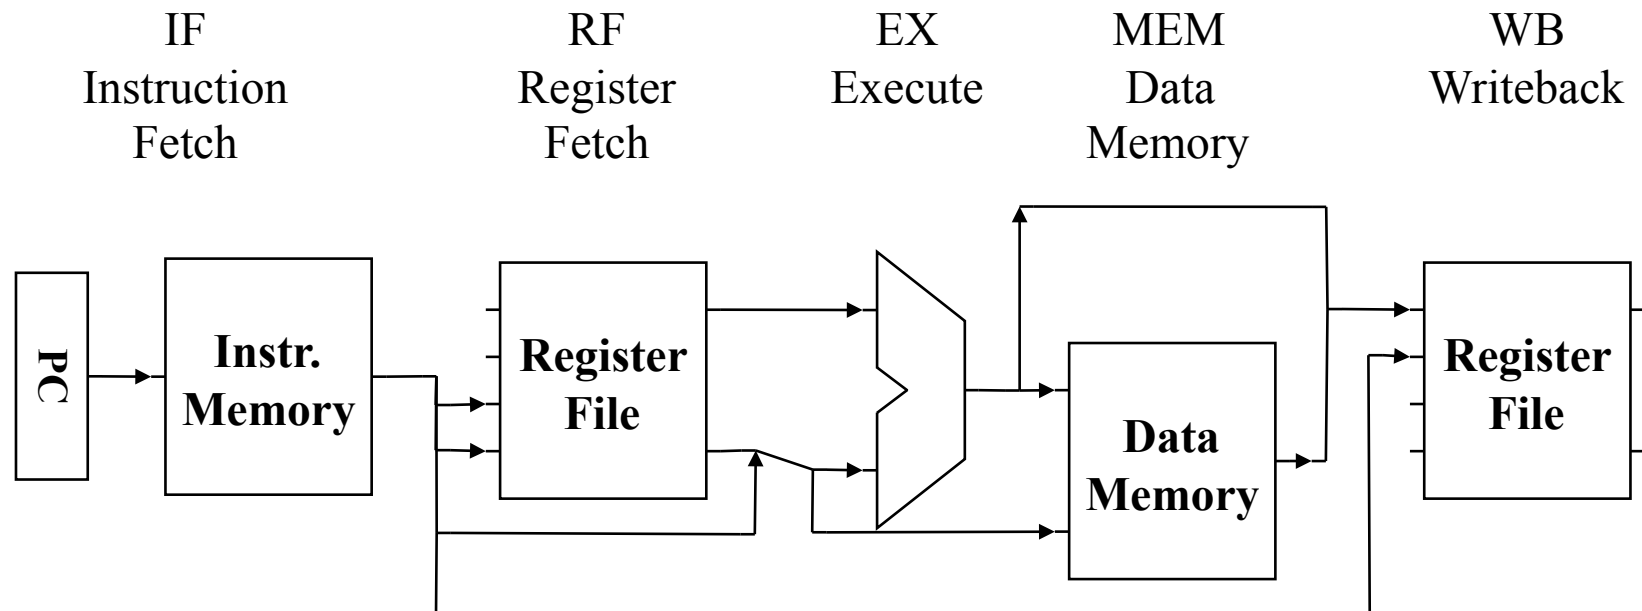 IF
Instruction
Fetch
RF
Register
Fetch
EX
Execute
MEM
Data
Memory
WB
Writeback
PC
Instr.
Memory
Register
File
Data
Memory
Register
File